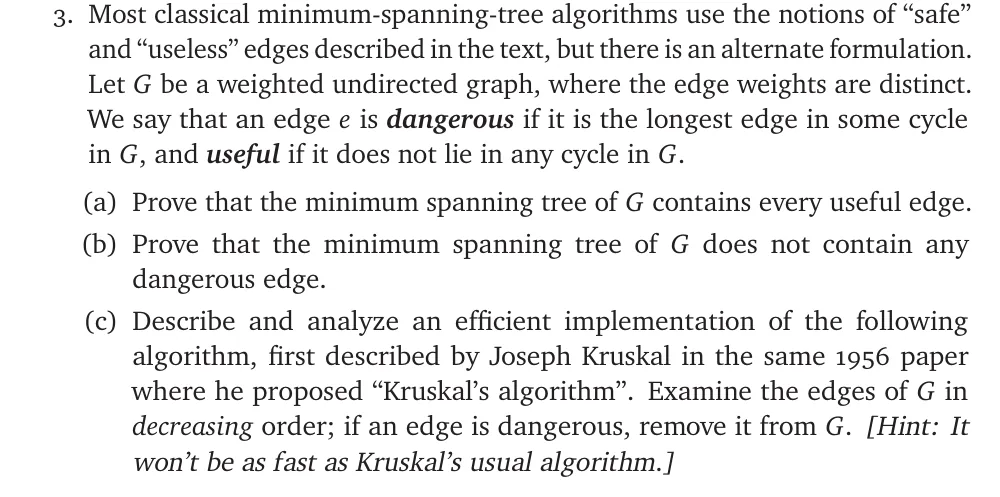 3. Most classical minimum-spanning-tree algorithms use the notions of “safe”
and “useless” edges described in the text, but there is an alternate formulation.
Let G be a weighted undirected graph, where the edge weights are distinct.
We say that an edge e is dangerous if it is the longest edge in some cycle
in G, and useful if it does not lie in any cycle in G.
(a) Prove that the minimum spanning tree of G contains every useful edge.
(b) Prove that the minimum spanning tree of G does not contain any
dangerous edge.
(c) Describe and analyze an efficient implementation of the following
algorithm, first described by Joseph Kruskal in the same 1956 paper
where he proposed “Kruskal’s algorithm”. Examine the edges of G in
decreasing order; if an edge is dangerous, remove it from G. [Hint: It
won’t be as fast as Kruskal’s usual algorithm.]